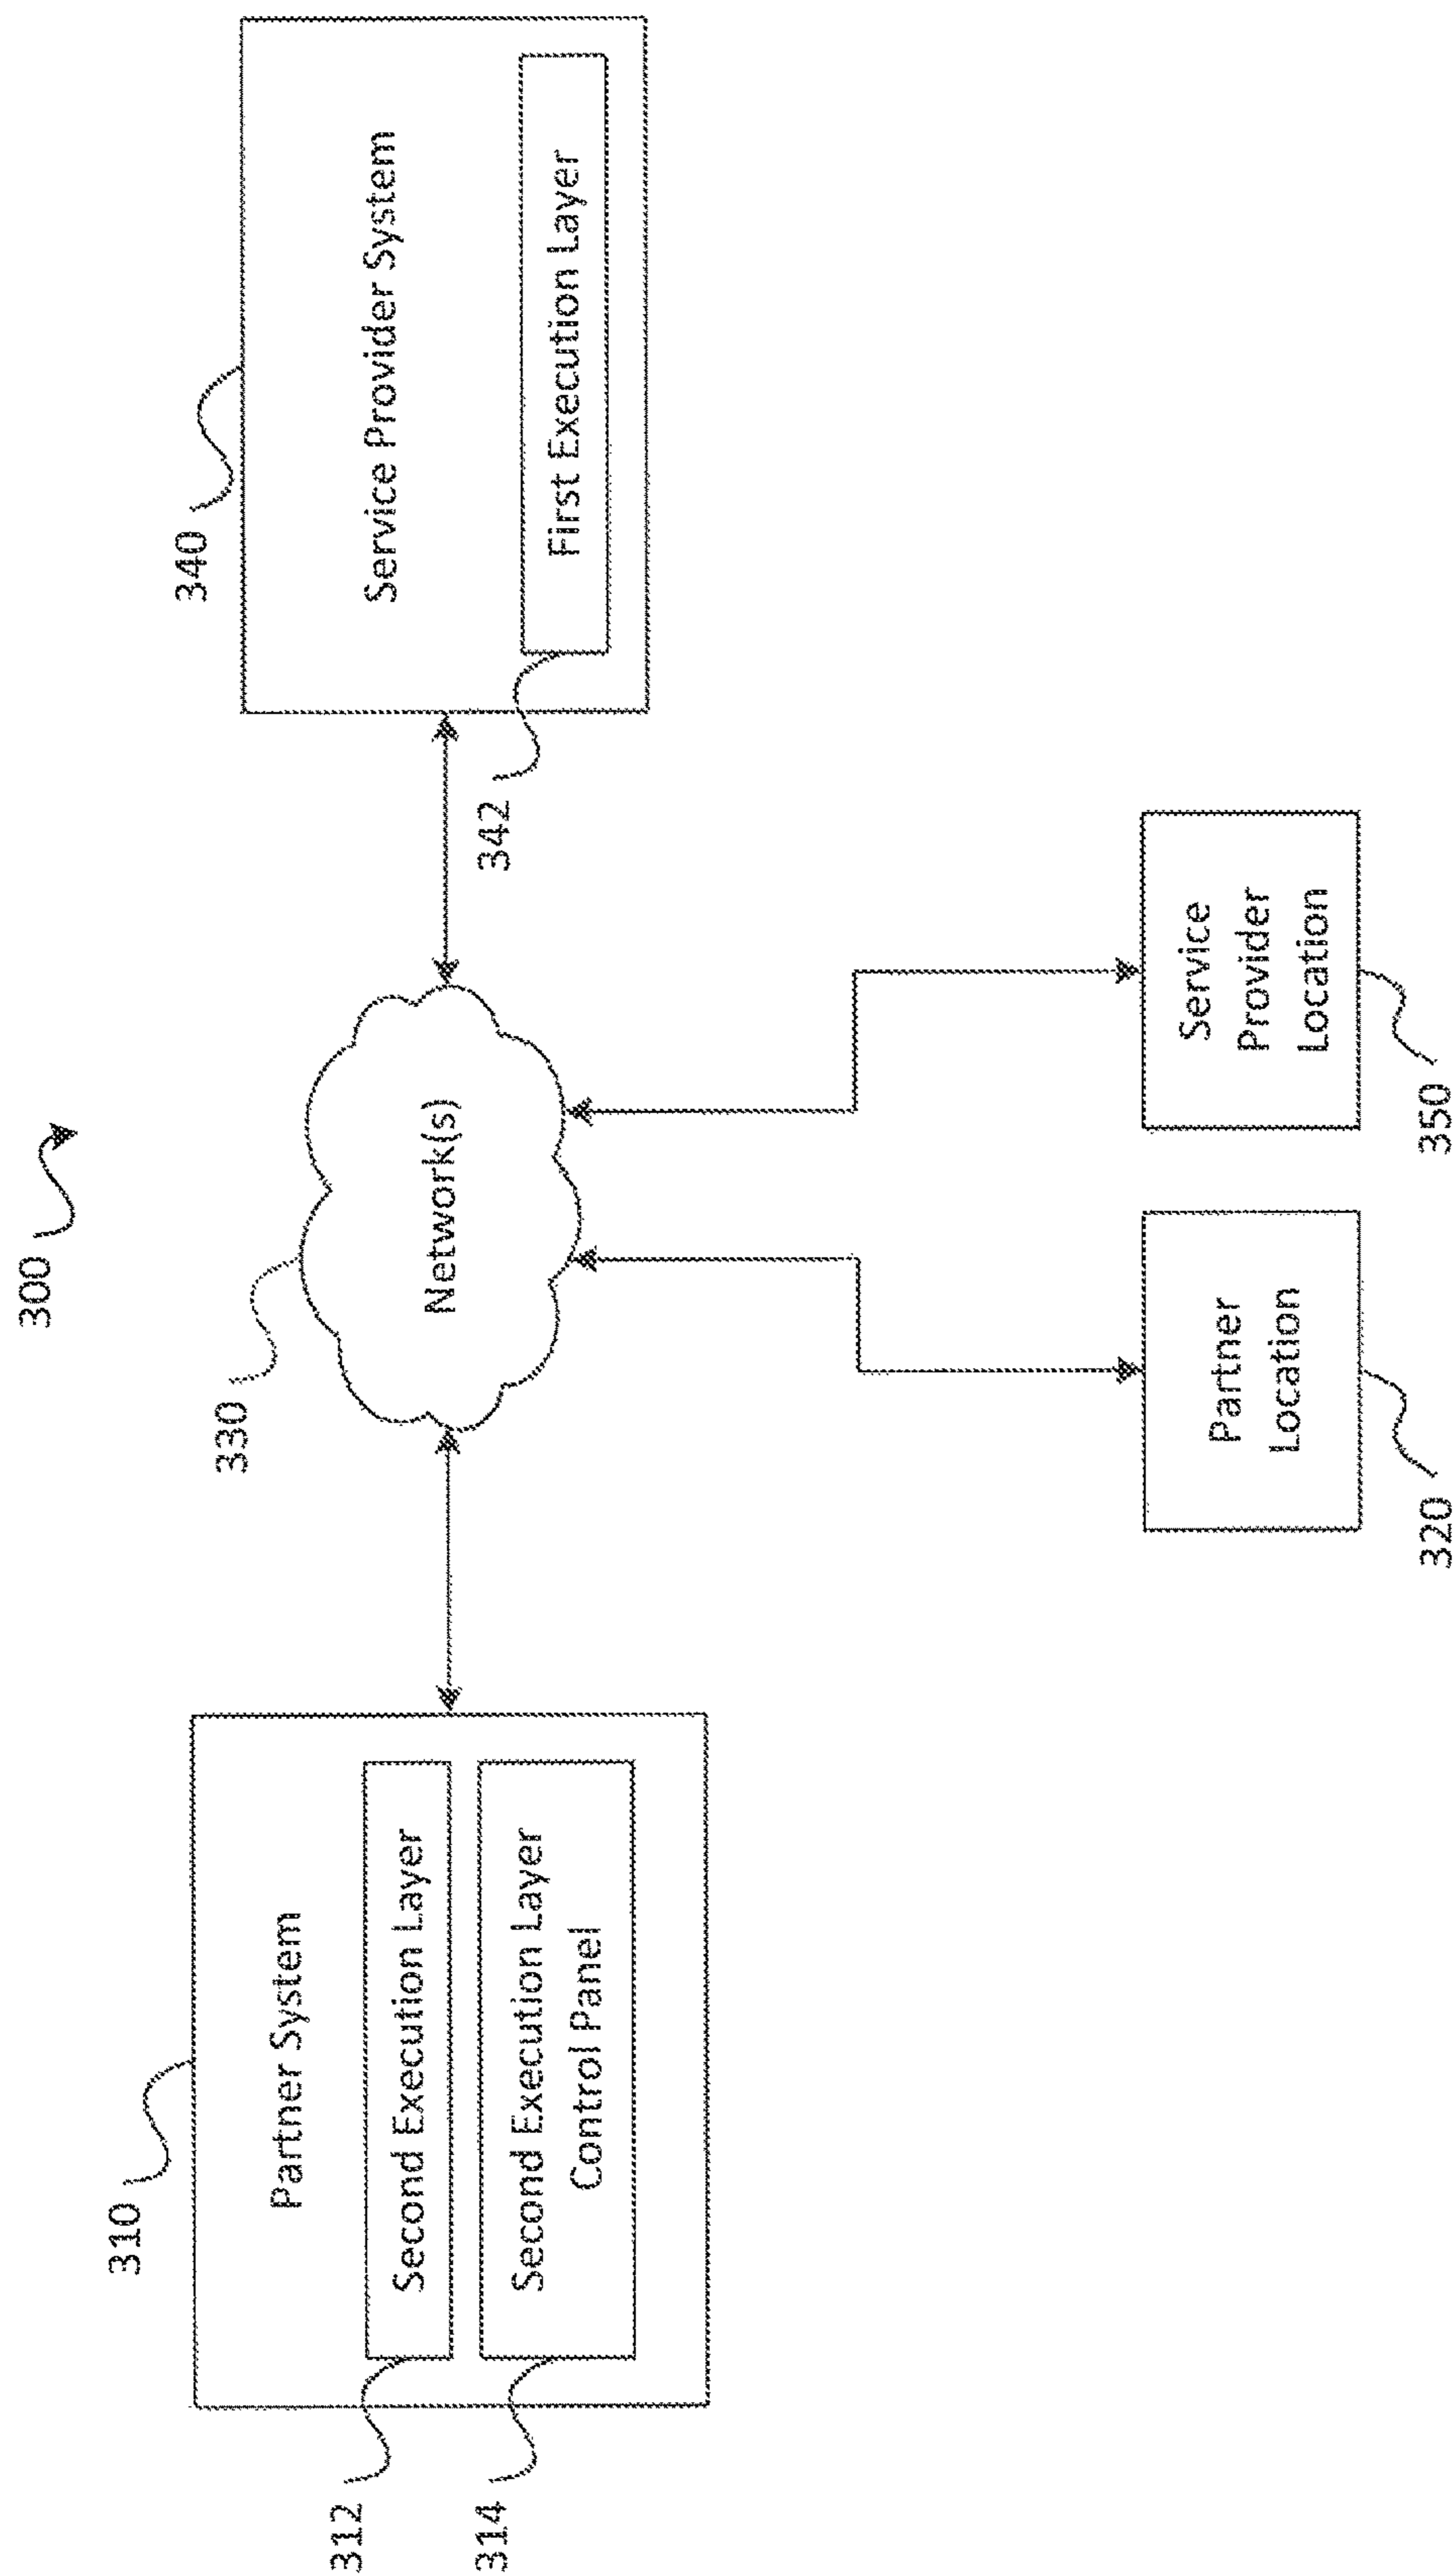 300
310
Partner System
312
Second Execution Layer
314
Second Execution Layer
Control Panel
330
Network(s)
340
Service Provider System
342
First Execution Layer
320
Partner
Location
350
Service
Provider
Location